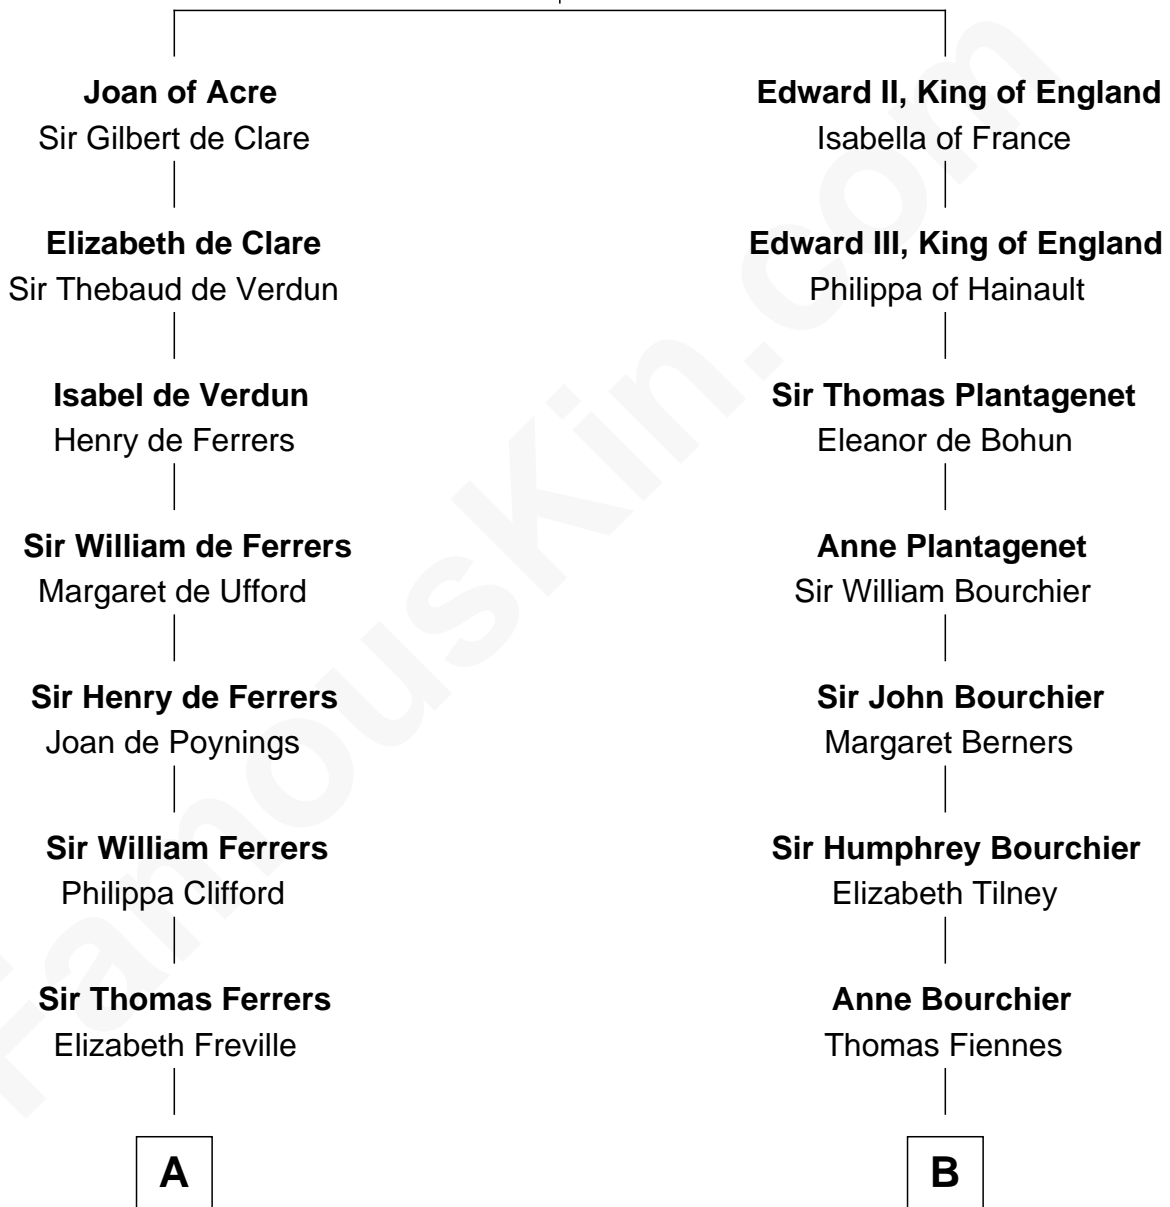 Joan of Acre
Sir Gilbert de Clare
Elizabeth de Clare
Sir Thebaud de Verdun
Isabel de Verdun
Henry de Ferrers
Sir William de Ferrers
Margaret de Ufford
Sir Henry de Ferrers
Joan de Poynings
Sir William Ferrers
Philippa Clifford
Sir Thomas Ferrers
Elizabeth Freville
A
Edward II, King of England
Isabella of France
Edward III, King of England
Philippa of Hainault
Sir Thomas Plantagenet
Eleanor de Bohun
Anne Plantagenet
Sir William Bourchier
Sir John Bourchier
Margaret Berners
Sir Humphrey Bourchier
Elizabeth Tilney
Anne Bourchier
Thomas Fiennes
B
FamousKin.com